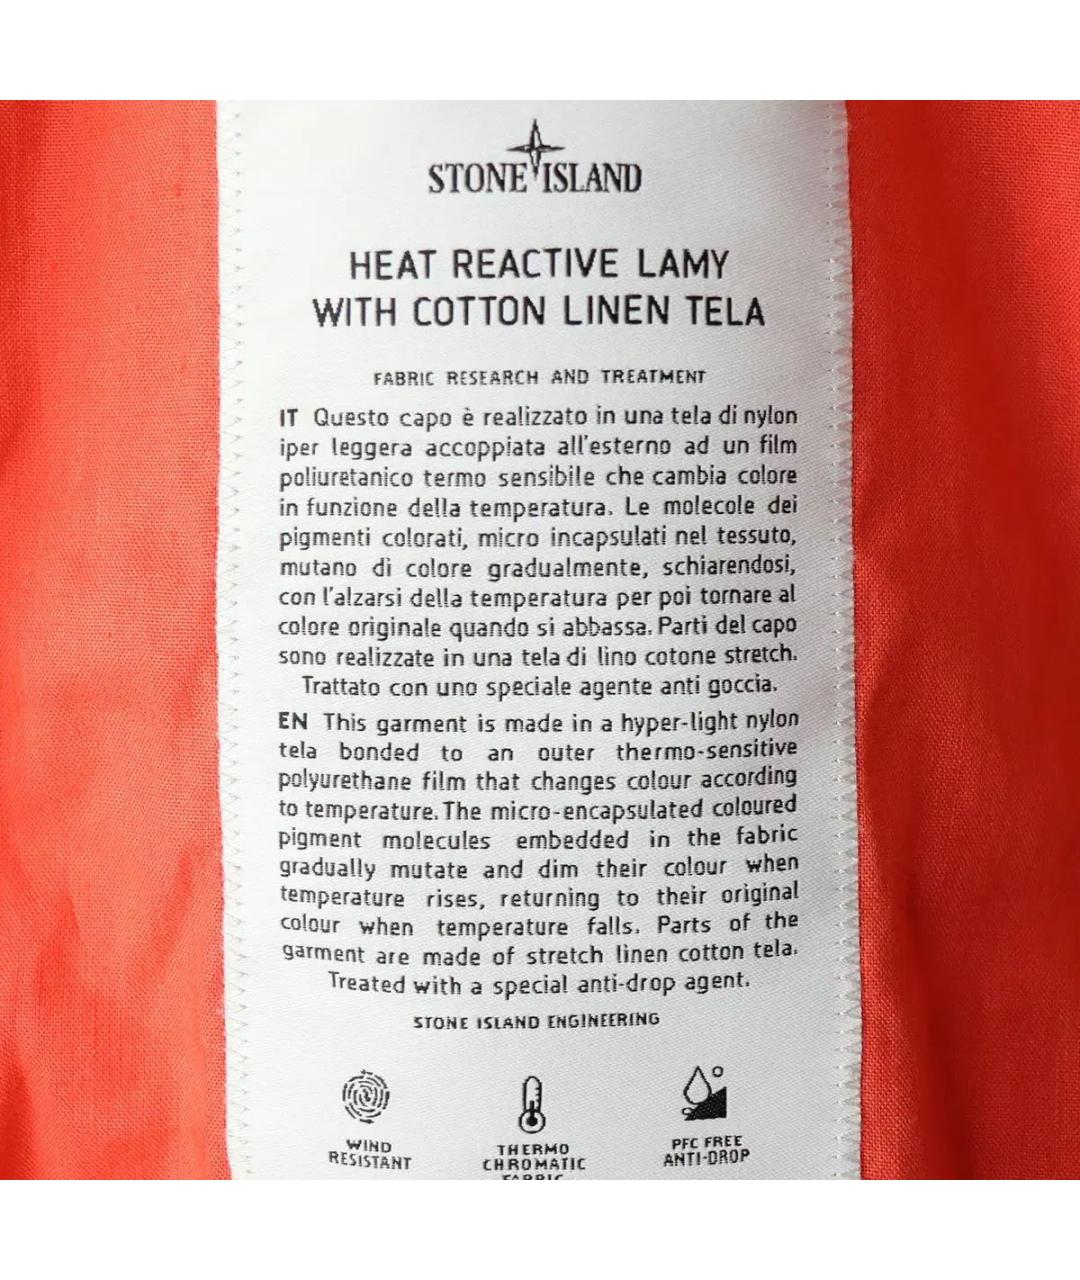 STONE ISLAND
HEAT REACTIVE LAMY
WITH COTTON LINEN TELA
FABRIC RESEARCH AND TREATMENT
IT Questo capo è realizzato in una tela di nylon
iper leggera accoppiata all'esterno ad un film
poliuretanico termo sensibile che cambia colore
in funzione della temperatura. Le molecole dei
pigmenti colorati, micro incapsulati nel tessuto,
mutano di colore gradualmente, schiarendosi,
con l'alzarsi della temperatura per poi tornare al
colore originale quando si abbassa. Parti del capo
sono realizzate in una tela di lino cotone stretch.
Trattato con uno speciale agente anti goccia.
EN This garment is made in a hyper-light nylon
tela bonded to an outer thermo-sensitive
polyurethane film that changes colour according
to temperature. The micro-encapsulated coloured
pigment molecules embedded in the fabric
gradually mutate and dim their colour when
temperature rises, returning to their original
colour when temperature falls. Parts of the
garment are made of stretch linen cotton tela.
Treated with a special anti-drop agent.
STONE ISLAND ENGINEERING
WIND
RESISTANT
THERMO
CHROMATIC
FABRIC
PFC FREE
ANTI-DROP